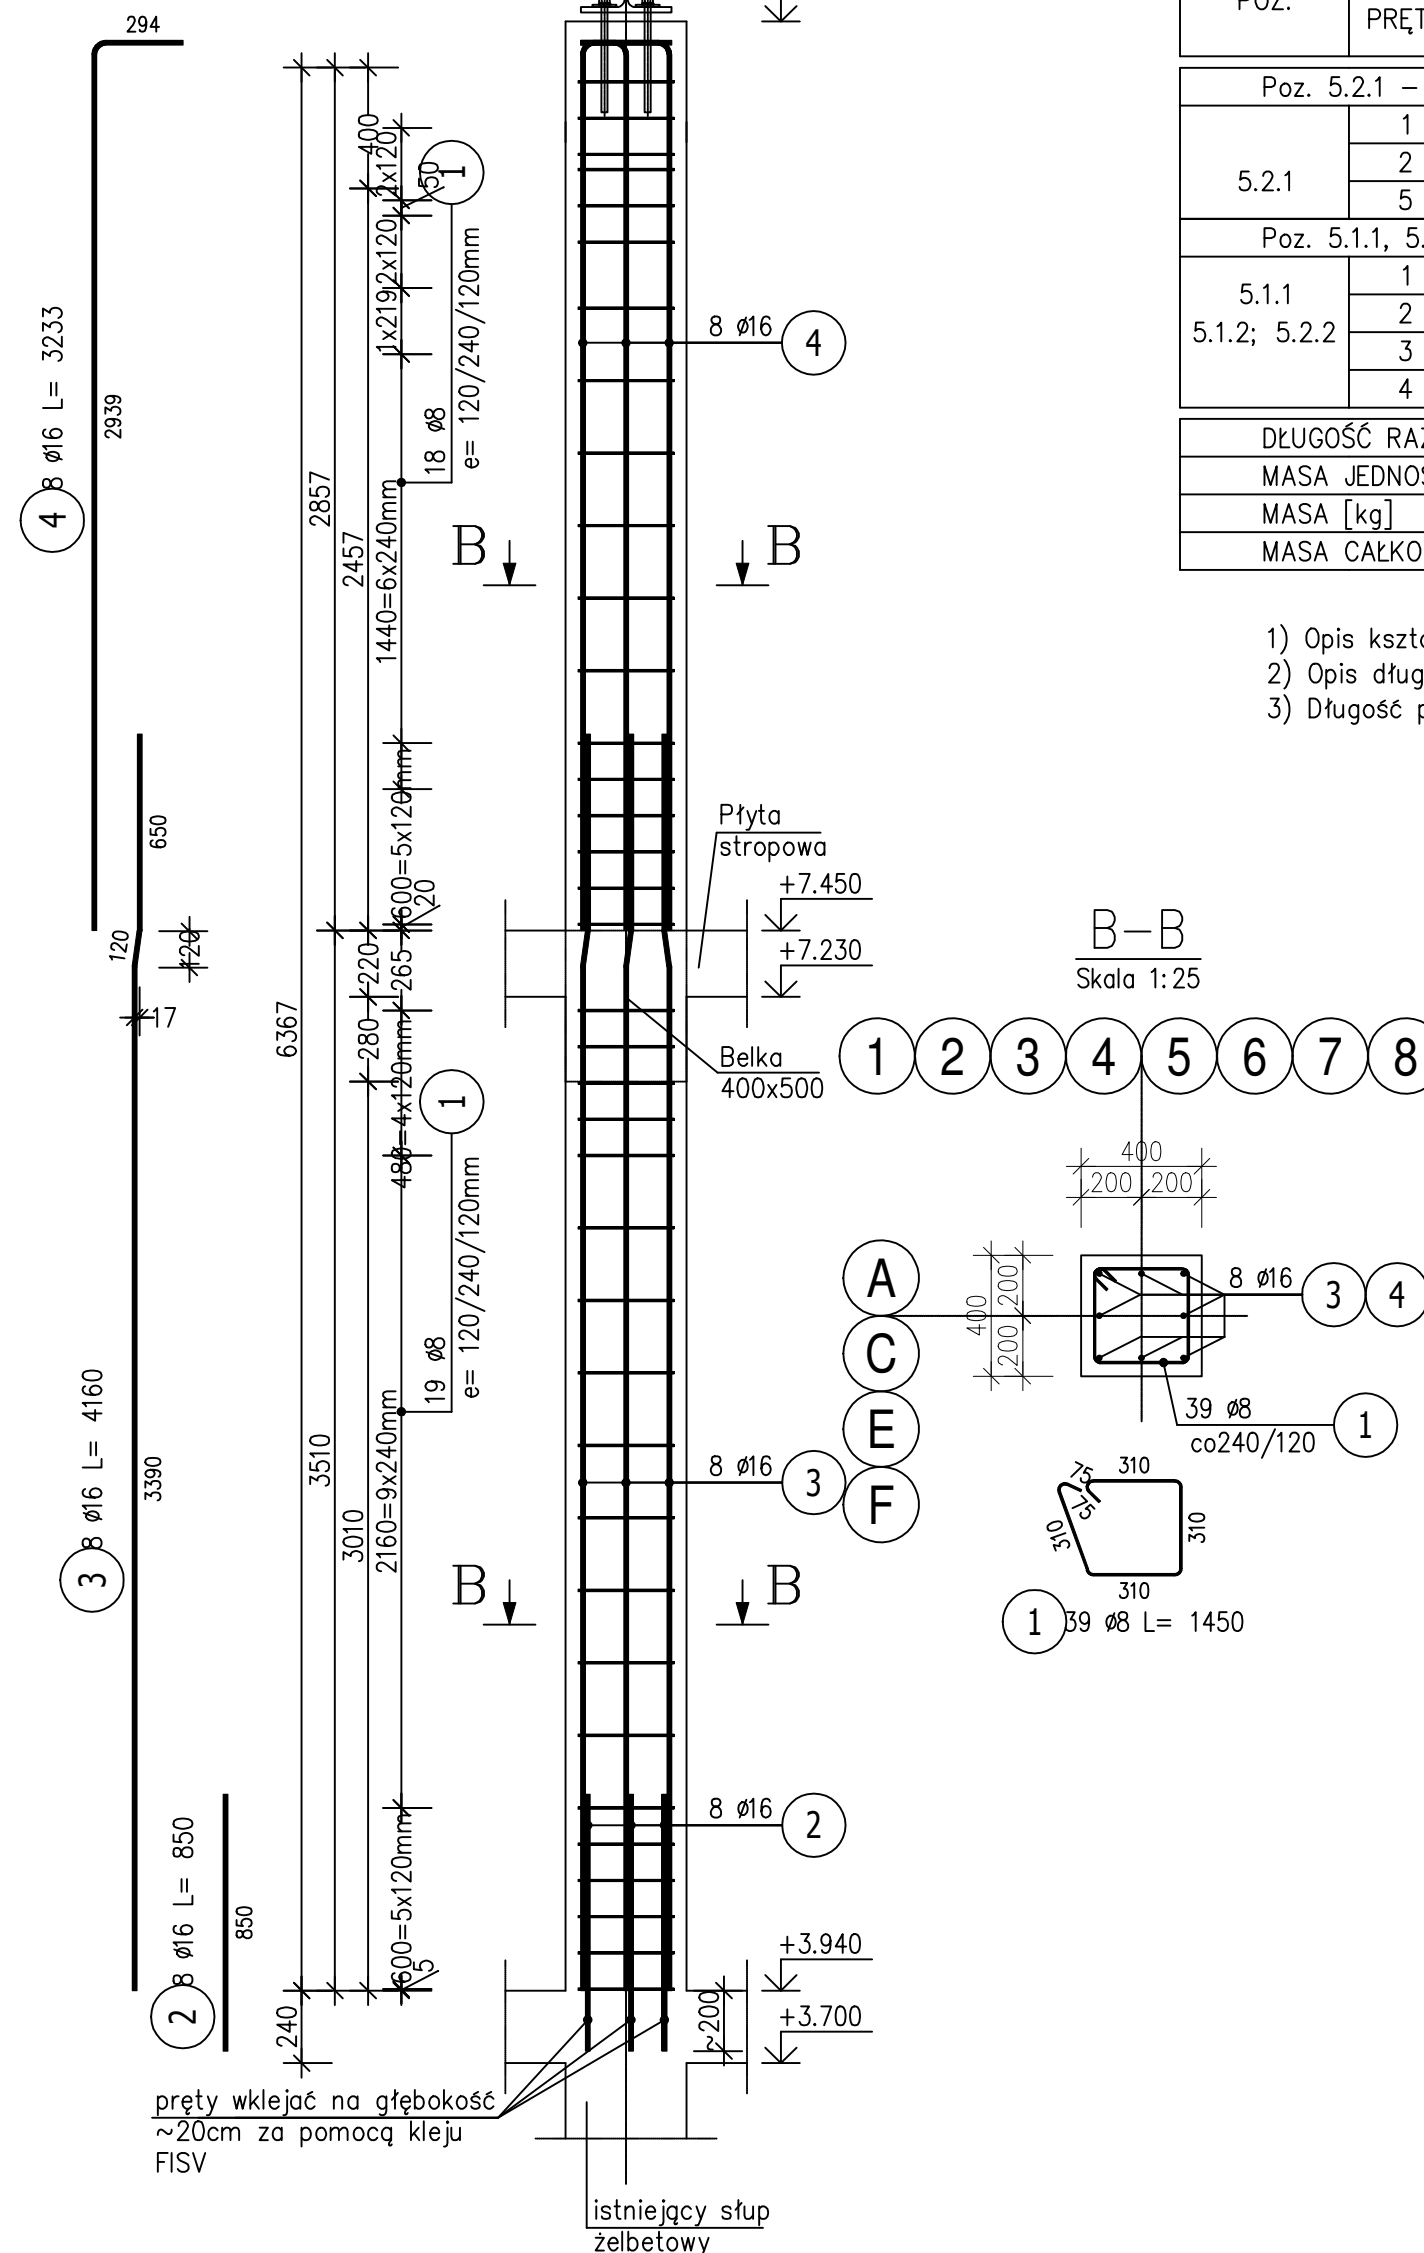 294
4
8 ø16 L= 3233
2939
650
120
120
17
3
8 ø16 L= 4160
3390
2
8 ø16 L= 850
850
6367
240
2857
3510
400
2457
220
280
3010
2x120
50
2x120
1x219
1440=6x240mm
600=5x120mm
20
265
480=4x120mm
2160=9x240mm
600=5x120mm
5
1
18 ø8
e= 120/240/120mm
1
19 ø8
e= 120/240/120mm
B B
B B
8 ø16 4
Płyta
stropowa
+7.450
+7.230
Belka
400x500
8 ø16 3
8 ø16 2
+3.940
+3.700
~200
pręty wklejać na głębokość
~20cm za pomocą kleju
FISV
istniejący słup
żelbetowy
POZ.
PRĘT
Poz. 5.2.1 –
5.2.1
1
2
5
Poz. 5.1.1, 5.
5.1.1
5.1.2; 5.2.2
1
2
3
4
DŁUGOŚĆ
MASA
MASA [kg]
MASA
1) Opis
2) Opis
3) Długość
B–B
Skala 1:25
1 2 3 4 5 6 7 8
400
200 200
A
C
E
F
400
200
200
8 ø16 3 4
39 ø8
co240/120
1
75
75
310
310
310
310
1 39 ø8 L= 1450